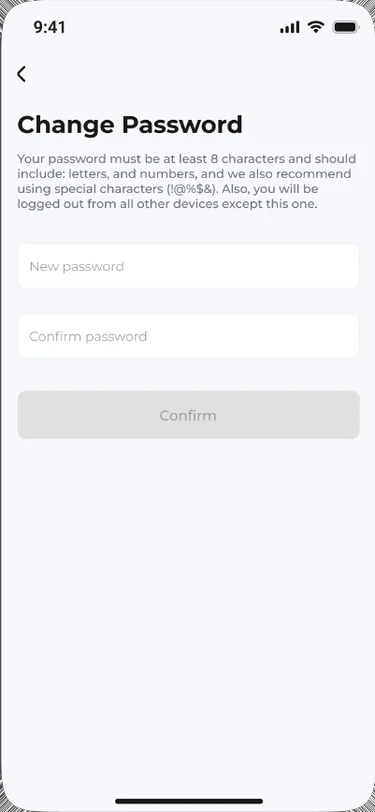 9:41
Change Password
Your password must be at least 8 characters and should
include: letters, and numbers, and we also recommend
using special characters (!@%$&). Also, you will be
logged out from all other devices except this one.
New password
Confirm password
Confirm